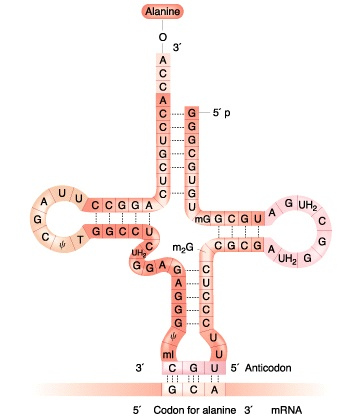 Alanine
O
3′
A
C
C
A
C
C
U
G
C
U
C
G
G
G
C
G
U
G
U
5′ p
mG G C G U
A G UH2 C G G UH2 A
G C G C
m2G
U U A G C ψ T
C C G G A
G G C C U
C
UH2
G G A G
A
G
G
G
G
ψ
mI
C
U
C
C
C
U
U
3′ C G U 5′ Anticodon
G C A
5′ Codon for alanine 3′ mRNA